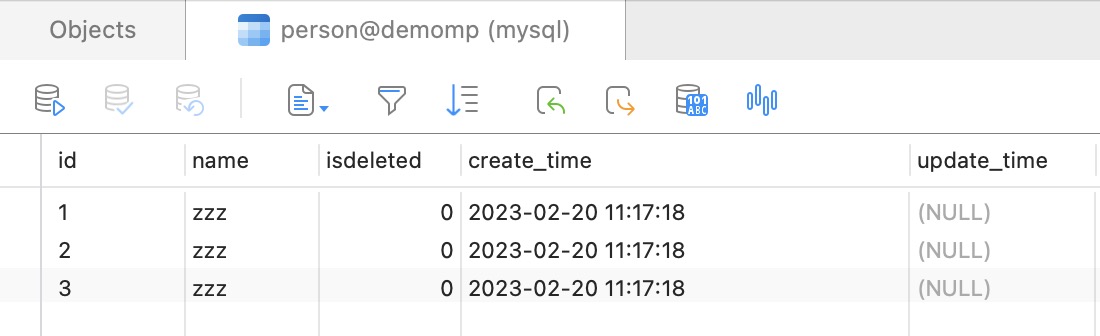 Objects person@demomp (mysql)
101
ABC
id name isdeleted create_time update_time
1 zzz 0 2023-02-20 11:17:18 (NULL)
2 zzz 0 2023-02-20 11:17:18 (NULL)
3 zzz 0 2023-02-20 11:17:18 (NULL)